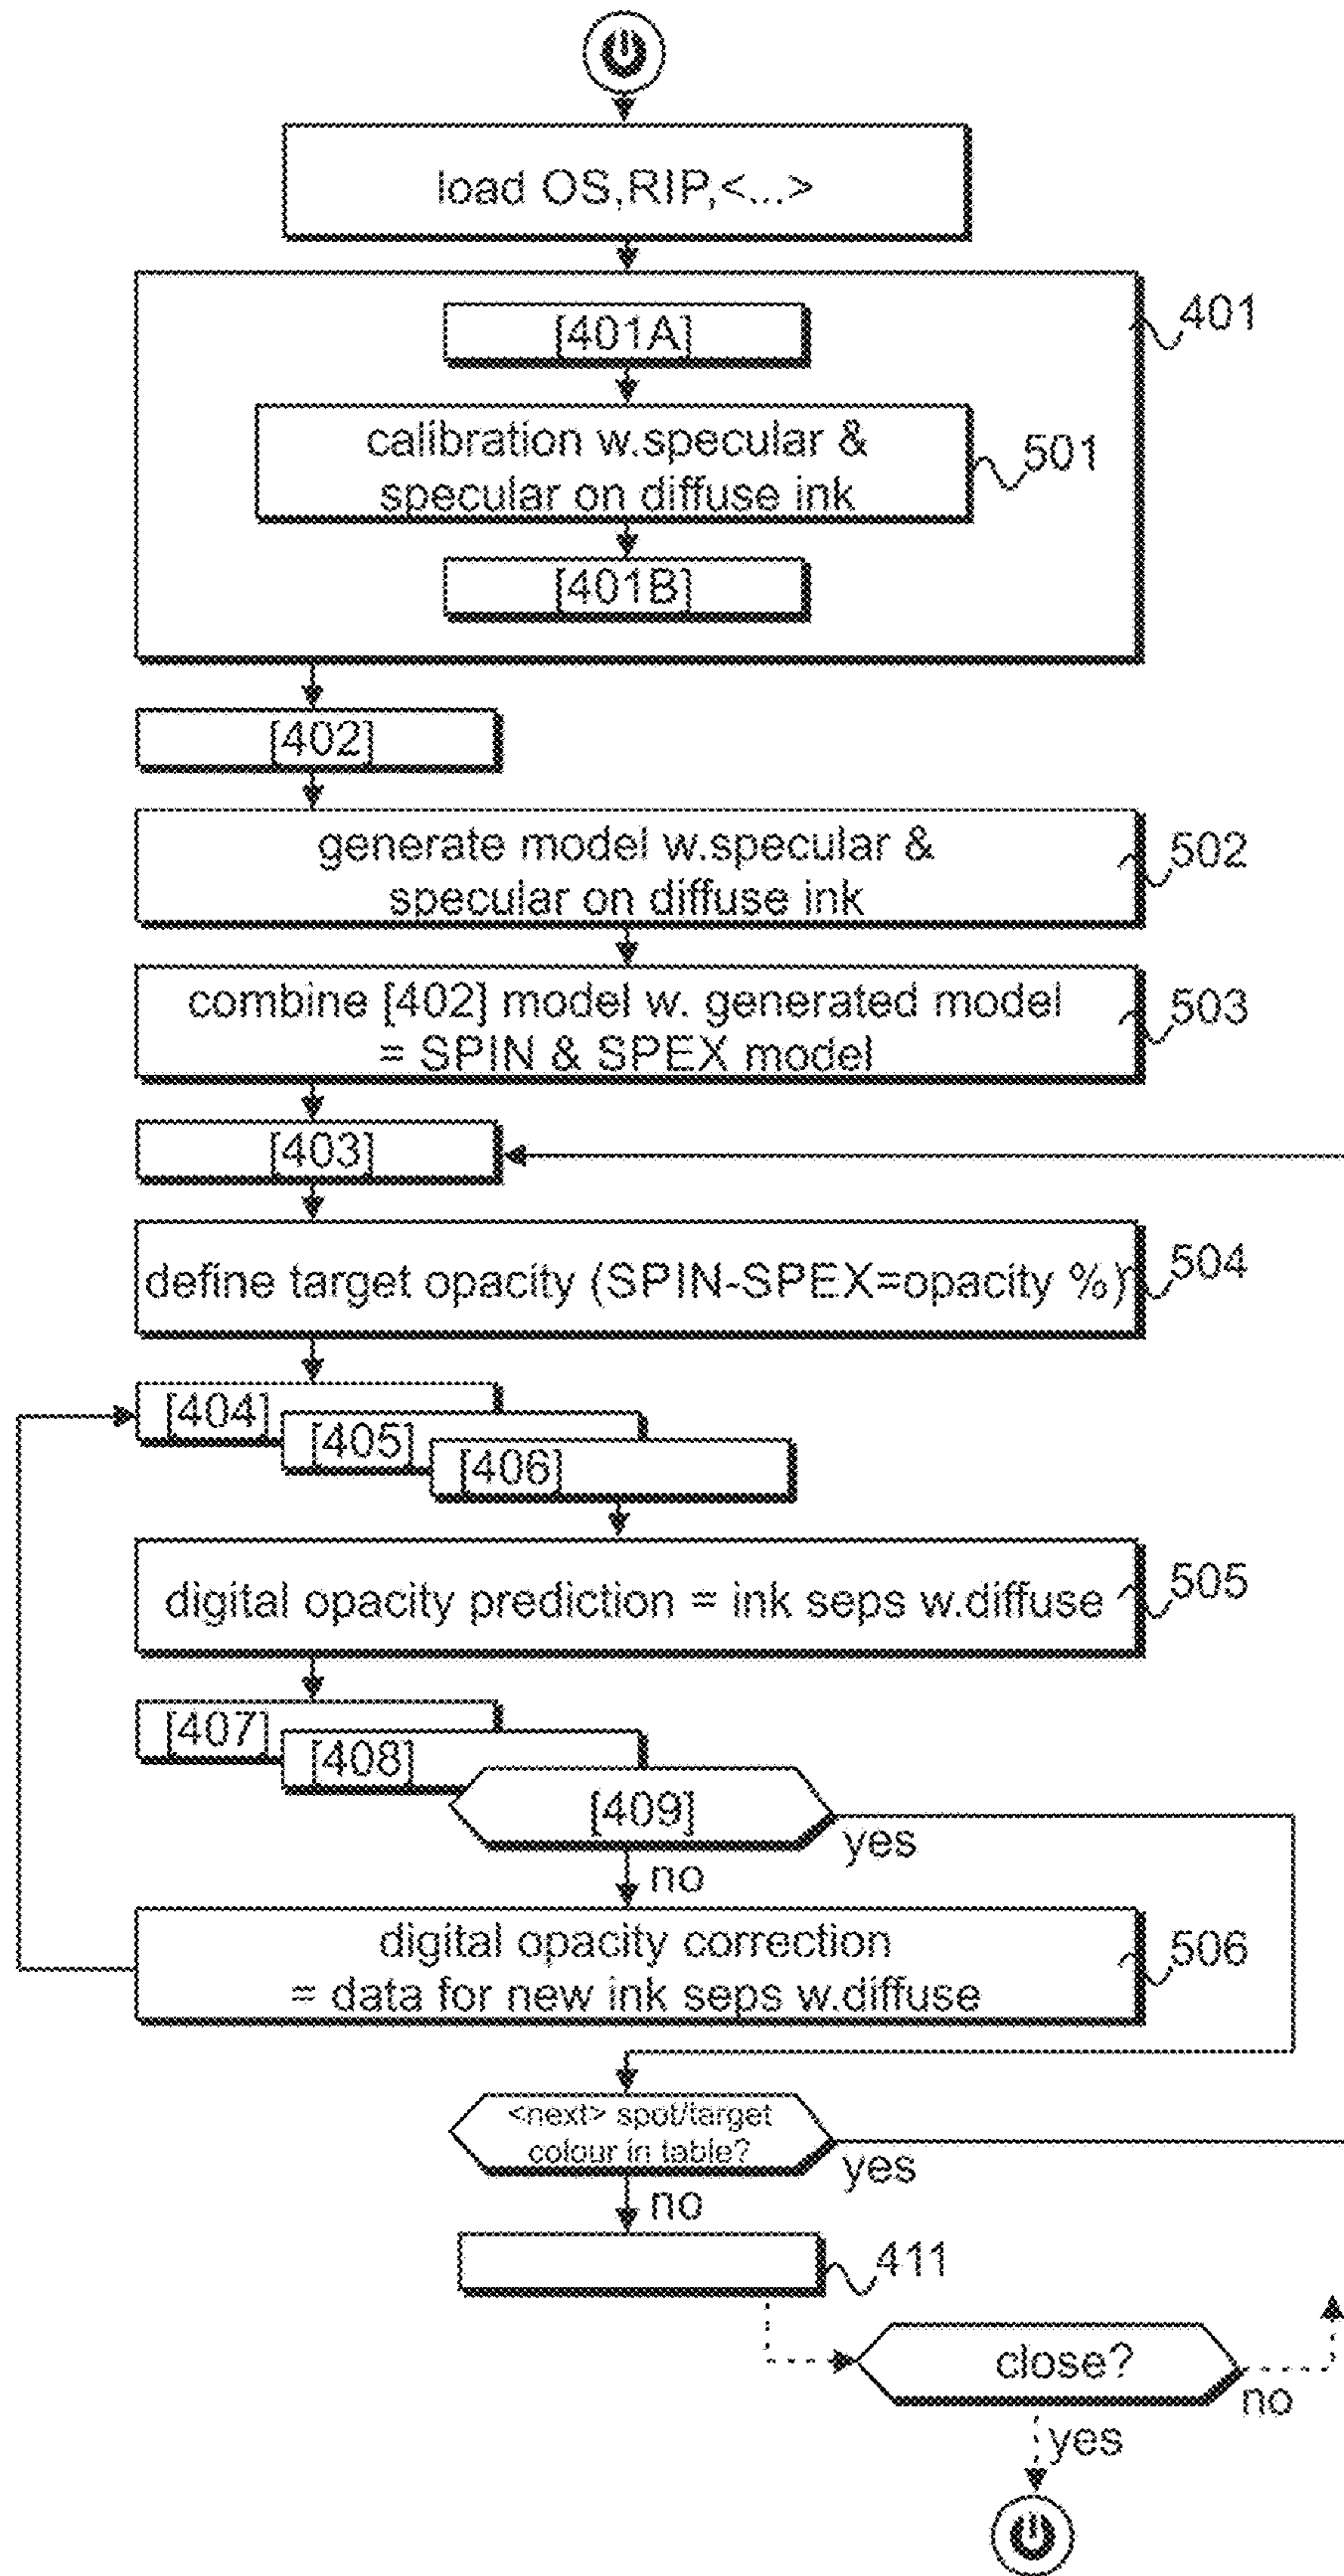 load OS,RIP,<...>
[401A]
401
calibration w.specular &
specular on diffuse ink
501
[401B]
[402]
generate model w.specular &
specular on diffuse ink
502
combine [402] model w. generated model
= SPIN & SPEX model
503
[403]
define target opacity (SPIN-SPEX=opacity %)
504
[404]
[405]
[406]
digital opacity prediction = ink seps w.diffuse
505
[407]
[408]
[409]
yes
no
digital opacity correction
= data for new ink seps w.diffuse
506
<next> spot/target
colour in table?
yes
no
411
close?
no
yes